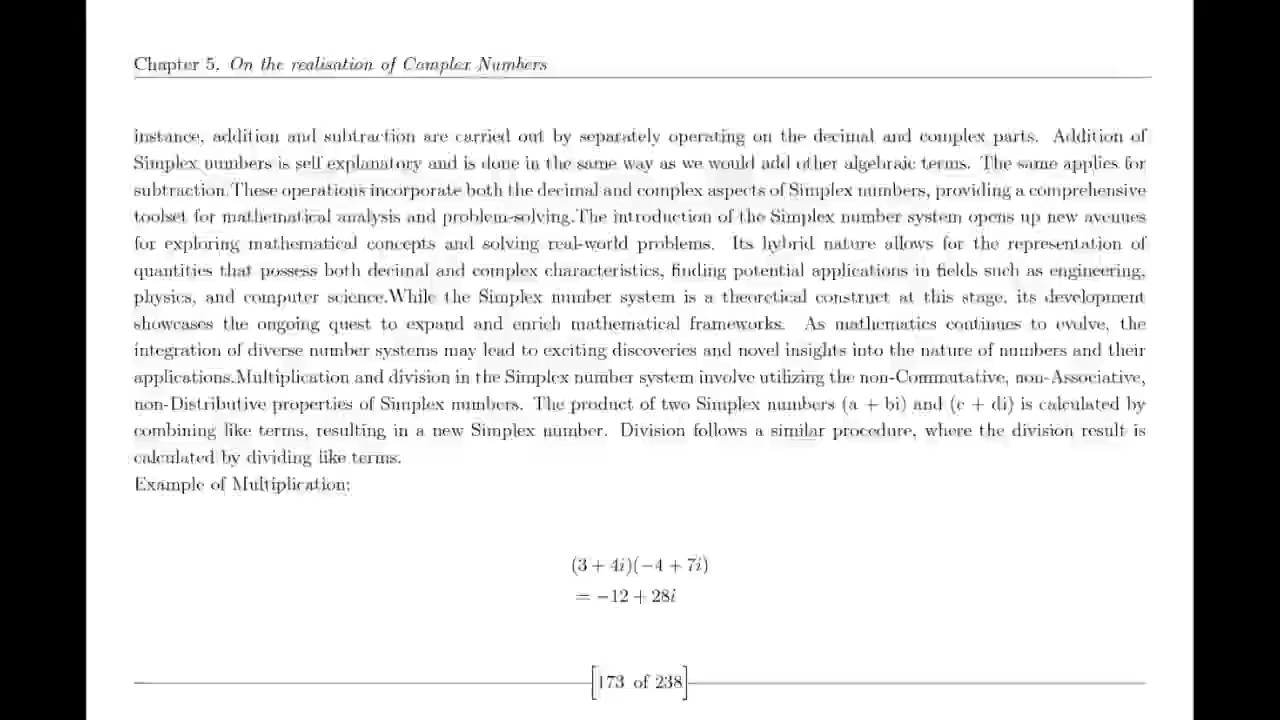 Chapter 5. On the realisation of Complex Numbers
instance, addition and subtraction are carried out by separately operating on the decimal and complex parts. Addition of
Simplex numbers is self explanatory and is done in the same way as we would add other algebraic terms. The same applies for
subtraction.These operations incorporate both the decimal and complex aspects of Simplex numbers, providing a comprehensive
toolset for mathematical analysis and problem-solving.The introduction of the Simplex number system opens up new avenues
for exploring mathematical concepts and solving real-world problems. Its hybrid nature allows for the representation of
quantities that possess both decimal and complex characteristics, finding potential applications in fields such as engineering,
physics, and computer science.While the Simplex number system is a theoretical construct at this stage, its development
showcases the ongoing quest to expand and enrich mathematical frameworks. As mathematics continues to evolve, the
integration of diverse number systems may lead to exciting discoveries and novel insights into the nature of numbers and their
applications.Multiplication and division in the Simplex number system involve utilizing the non-Commutative, non-Associative,
non-Distributive properties of Simplex numbers. The product of two Simplex numbers (a + bi) and (c + di) is calculated by
combining like terms, resulting in a new Simplex number. Division follows a similar procedure, where the division result is
calculated by dividing like terms.
Example of Multiplication:
(3 + 4i)(−4 + 7i)
= −12 + 28i
[173 of 238]